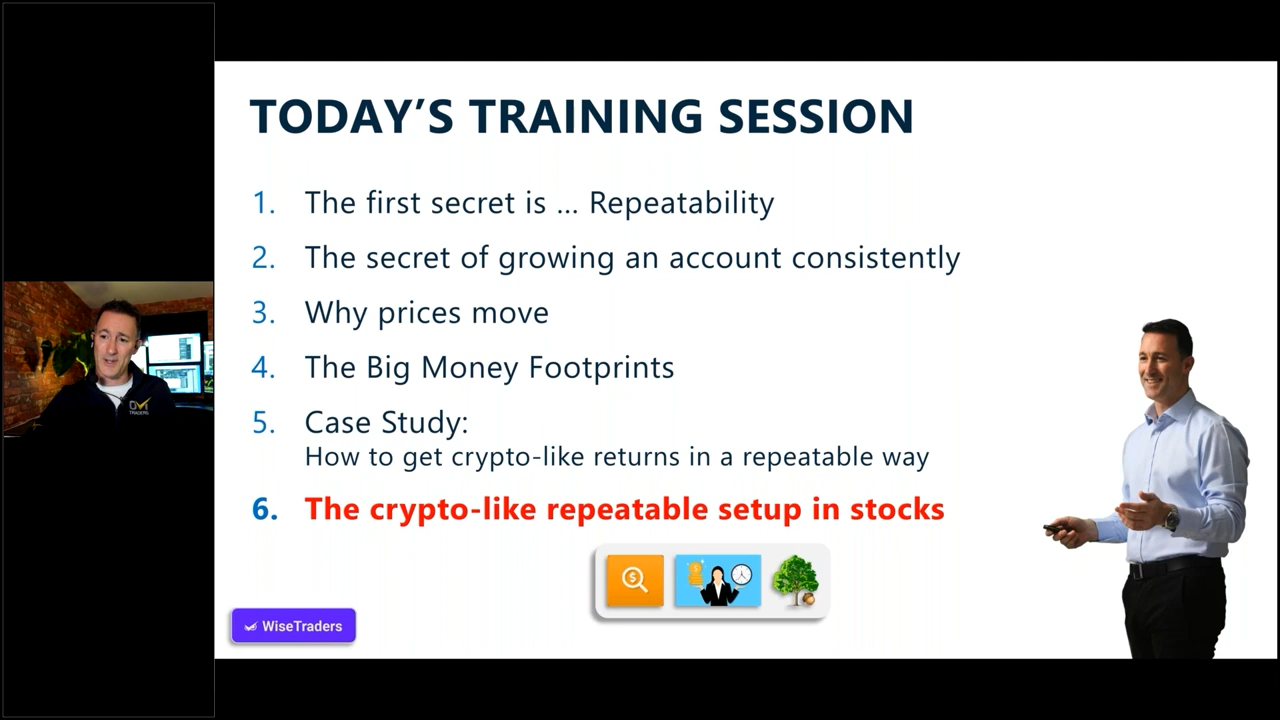 TODAY'S TRAINING SESSION
1. The first secret is ... Repeatability
2. The secret of growing an account consistently
3. Why prices move
4. The Big Money Footprints
5. Case Study:
How to get crypto-like returns in a repeatable way
6. The crypto-like repeatable setup in stocks
WiseTraders
OVI
TRADERS